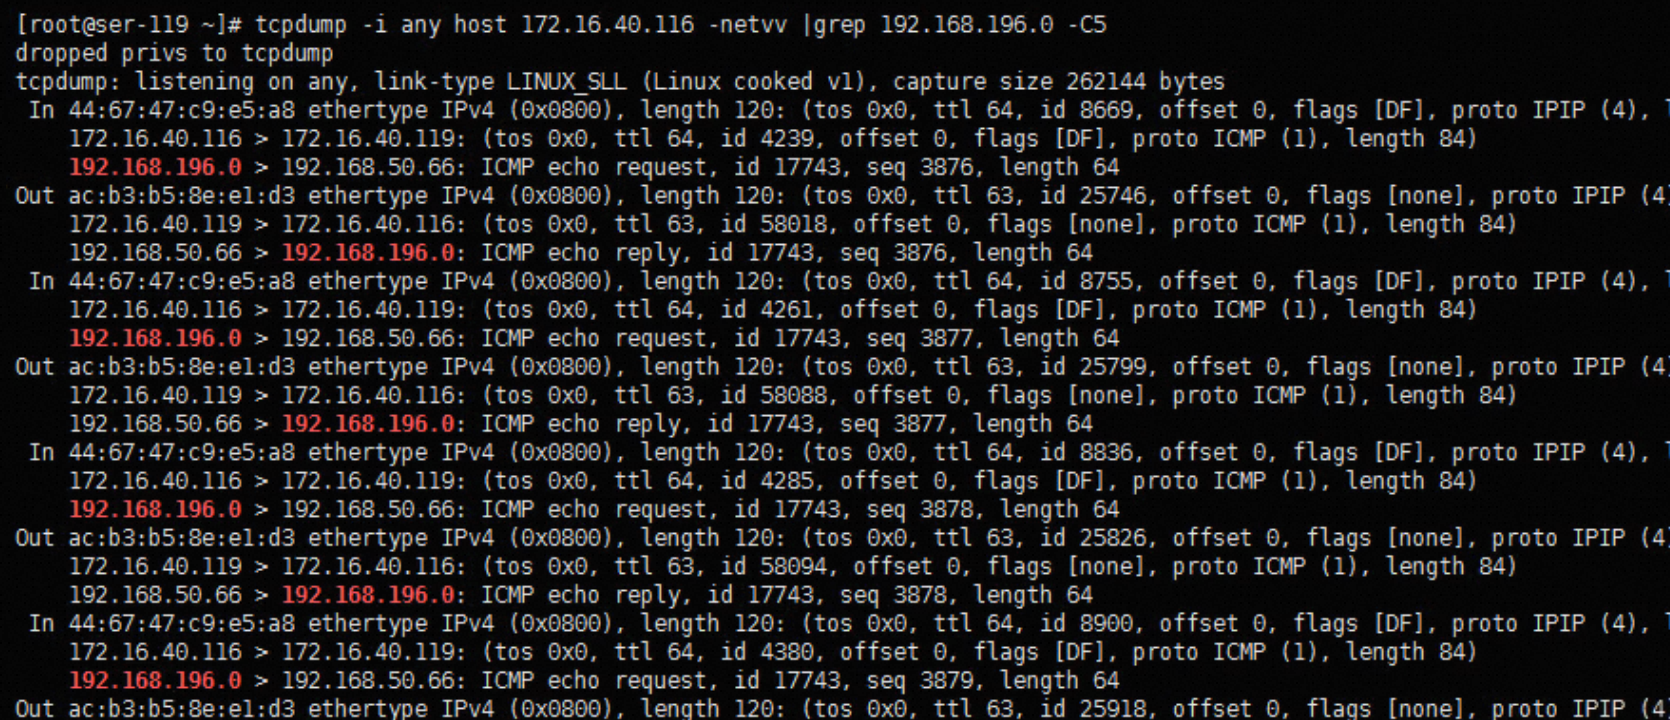 [root@ser-119 ~]# tcpdump -i any host 172.16.40.116 -netvv |grep 192.168.196.0 -C5
dropped privs to tcpdump
tcpdump: listening on any, link-type LINUX_SLL (Linux cooked v1), capture size 262144 bytes
In 44:67:47:c9:e5:a8 ethertype IPv4 (0x0800), length 120: (tos 0x0, ttl 64, id 8669, offset 0, flags [DF], proto IPIP (4),
172.16.40.116 > 172.16.40.119: (tos 0x0, ttl 64, id 4239, offset 0, flags [DF], proto ICMP (1), length 84)
192.168.196.0 > 192.168.50.66: ICMP echo request, id 17743, seq 3876, length 64
Out ac:b3:b5:8e:e1:d3 ethertype IPv4 (0x0800), length 120: (tos 0x0, ttl 63, id 25746, offset 0, flags [none], proto IPIP (4)
172.16.40.119 > 172.16.40.116: (tos 0x0, ttl 63, id 58018, offset 0, flags [none], proto ICMP (1), length 84)
192.168.50.66 > 192.168.196.0: ICMP echo reply, id 17743, seq 3876, length 64
In 44:67:47:c9:e5:a8 ethertype IPv4 (0x0800), length 120: (tos 0x0, ttl 64, id 8755, offset 0, flags [DF], proto IPIP (4),
172.16.40.116 > 172.16.40.119: (tos 0x0, ttl 64, id 4261, offset 0, flags [DF], proto ICMP (1), length 84)
192.168.196.0 > 192.168.50.66: ICMP echo request, id 17743, seq 3877, length 64
Out ac:b3:b5:8e:e1:d3 ethertype IPv4 (0x0800), length 120: (tos 0x0, ttl 63, id 25799, offset 0, flags [none], proto IPIP (4)
172.16.40.119 > 172.16.40.116: (tos 0x0, ttl 63, id 58088, offset 0, flags [none], proto ICMP (1), length 84)
192.168.50.66 > 192.168.196.0: ICMP echo reply, id 17743, seq 3877, length 64
In 44:67:47:c9:e5:a8 ethertype IPv4 (0x0800), length 120: (tos 0x0, ttl 64, id 8836, offset 0, flags [DF], proto IPIP (4),
172.16.40.116 > 172.16.40.119: (tos 0x0, ttl 64, id 4285, offset 0, flags [DF], proto ICMP (1), length 84)
192.168.196.0 > 192.168.50.66: ICMP echo request, id 17743, seq 3878, length 64
Out ac:b3:b5:8e:e1:d3 ethertype IPv4 (0x0800), length 120: (tos 0x0, ttl 63, id 25826, offset 0, flags [none], proto IPIP (4
172.16.40.119 > 172.16.40.116: (tos 0x0, ttl 63, id 58094, offset 0, flags [none], proto ICMP (1), length 84)
192.168.50.66 > 192.168.196.0: ICMP echo reply, id 17743, seq 3878, length 64
In 44:67:47:c9:e5:a8 ethertype IPv4 (0x0800), length 120: (tos 0x0, ttl 64, id 8900, offset 0, flags [DF], proto IPIP (4),
172.16.40.116 > 172.16.40.119: (tos 0x0, ttl 64, id 4380, offset 0, flags [DF], proto ICMP (1), length 84)
192.168.196.0 > 192.168.50.66: ICMP echo request, id 17743, seq 3879, length 64
Out ac:b3:b5:8e:e1:d3 ethertype IPv4 (0x0800), length 120: (tos 0x0, ttl 63, id 25918, offset 0, flags [none], proto IPIP (4